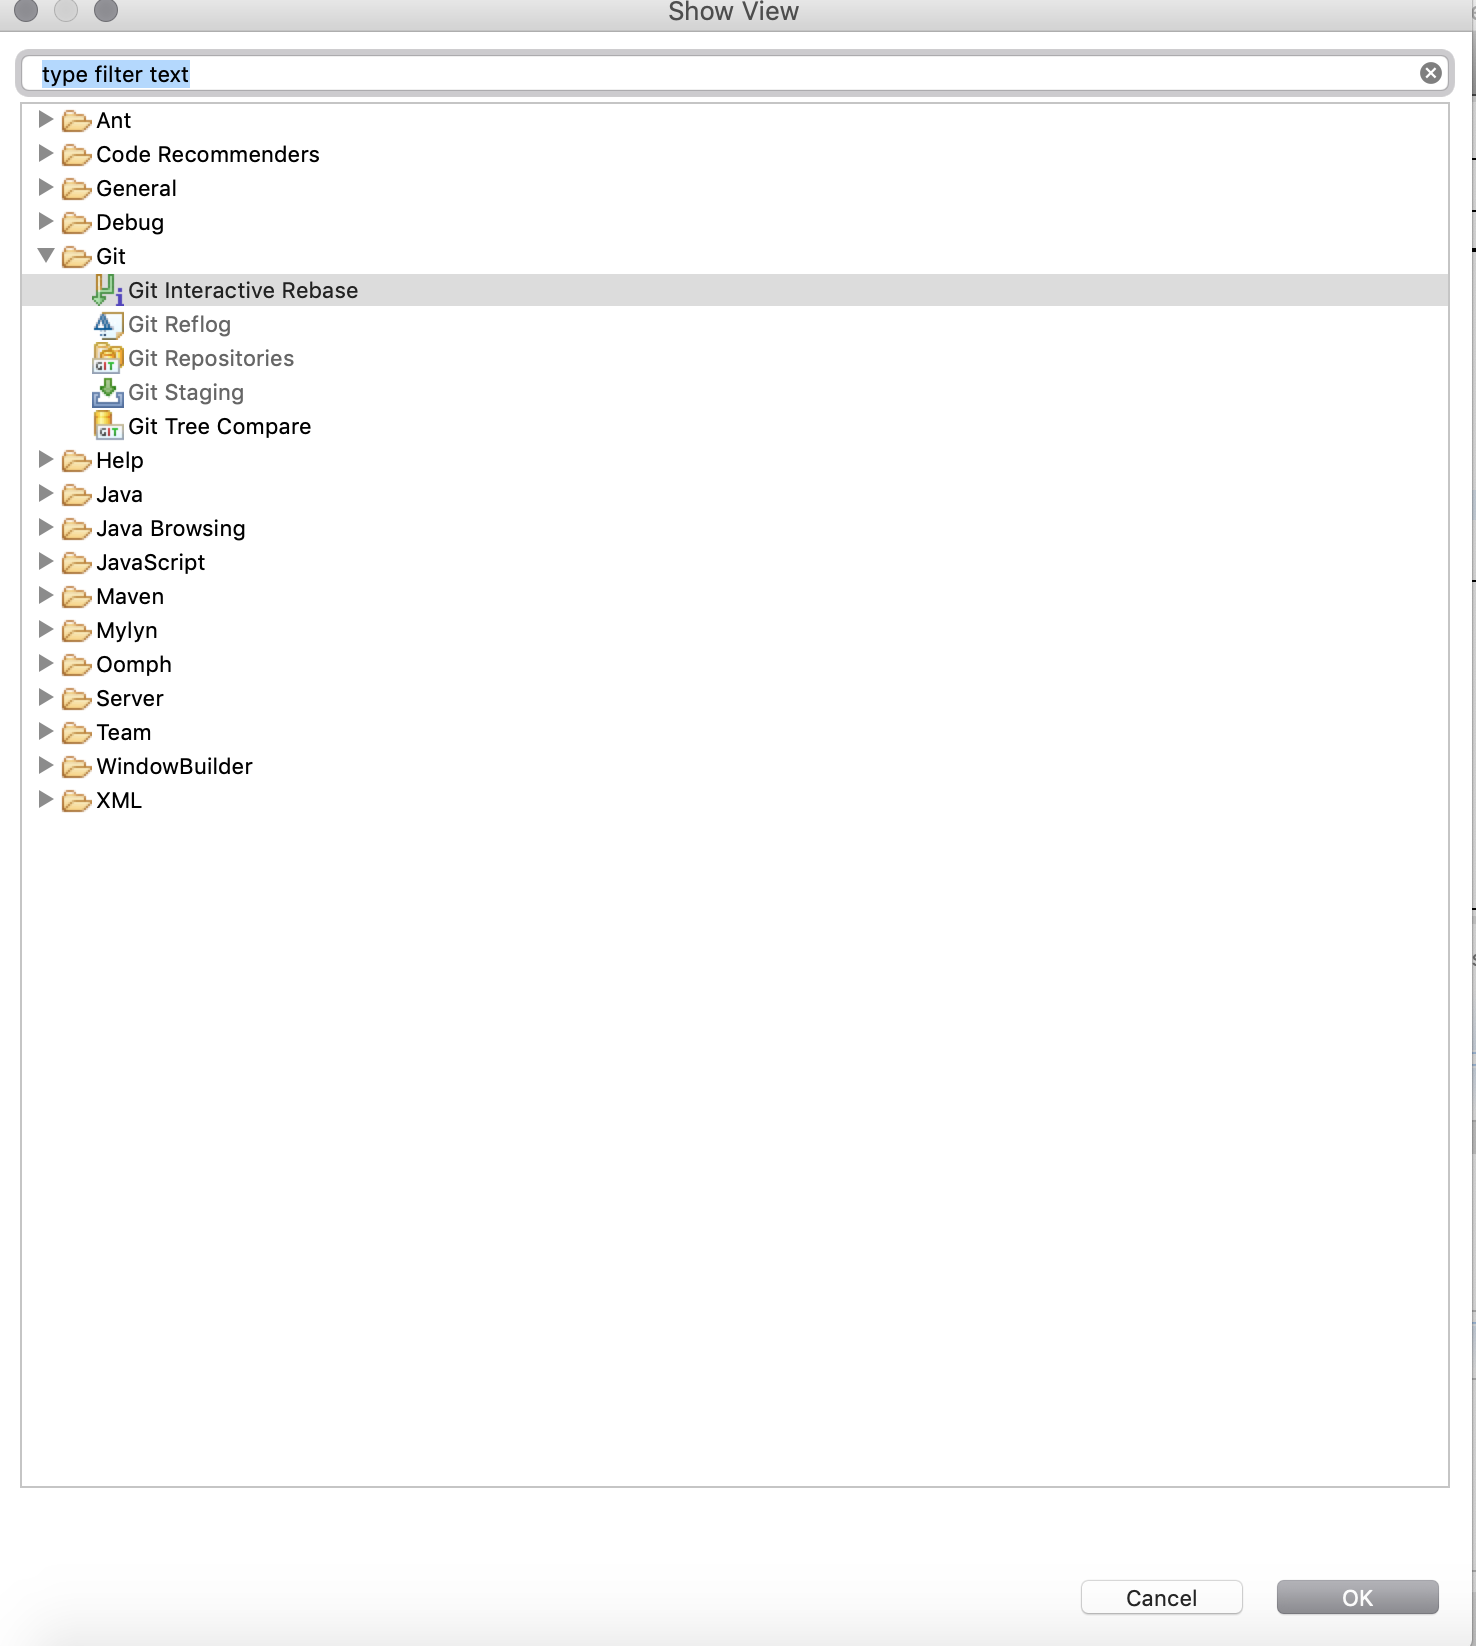 Show View
type filter text
Ant
Code Recommenders
General
Debug
Git
Git Interactive Rebase
Git Reflog
Git Repositories
Git Staging
Git Tree Compare
Help
Java
Java Browsing
JavaScript
Maven
Mylyn
Oomph
Server
Team
WindowBuilder
XML
Cancel OK